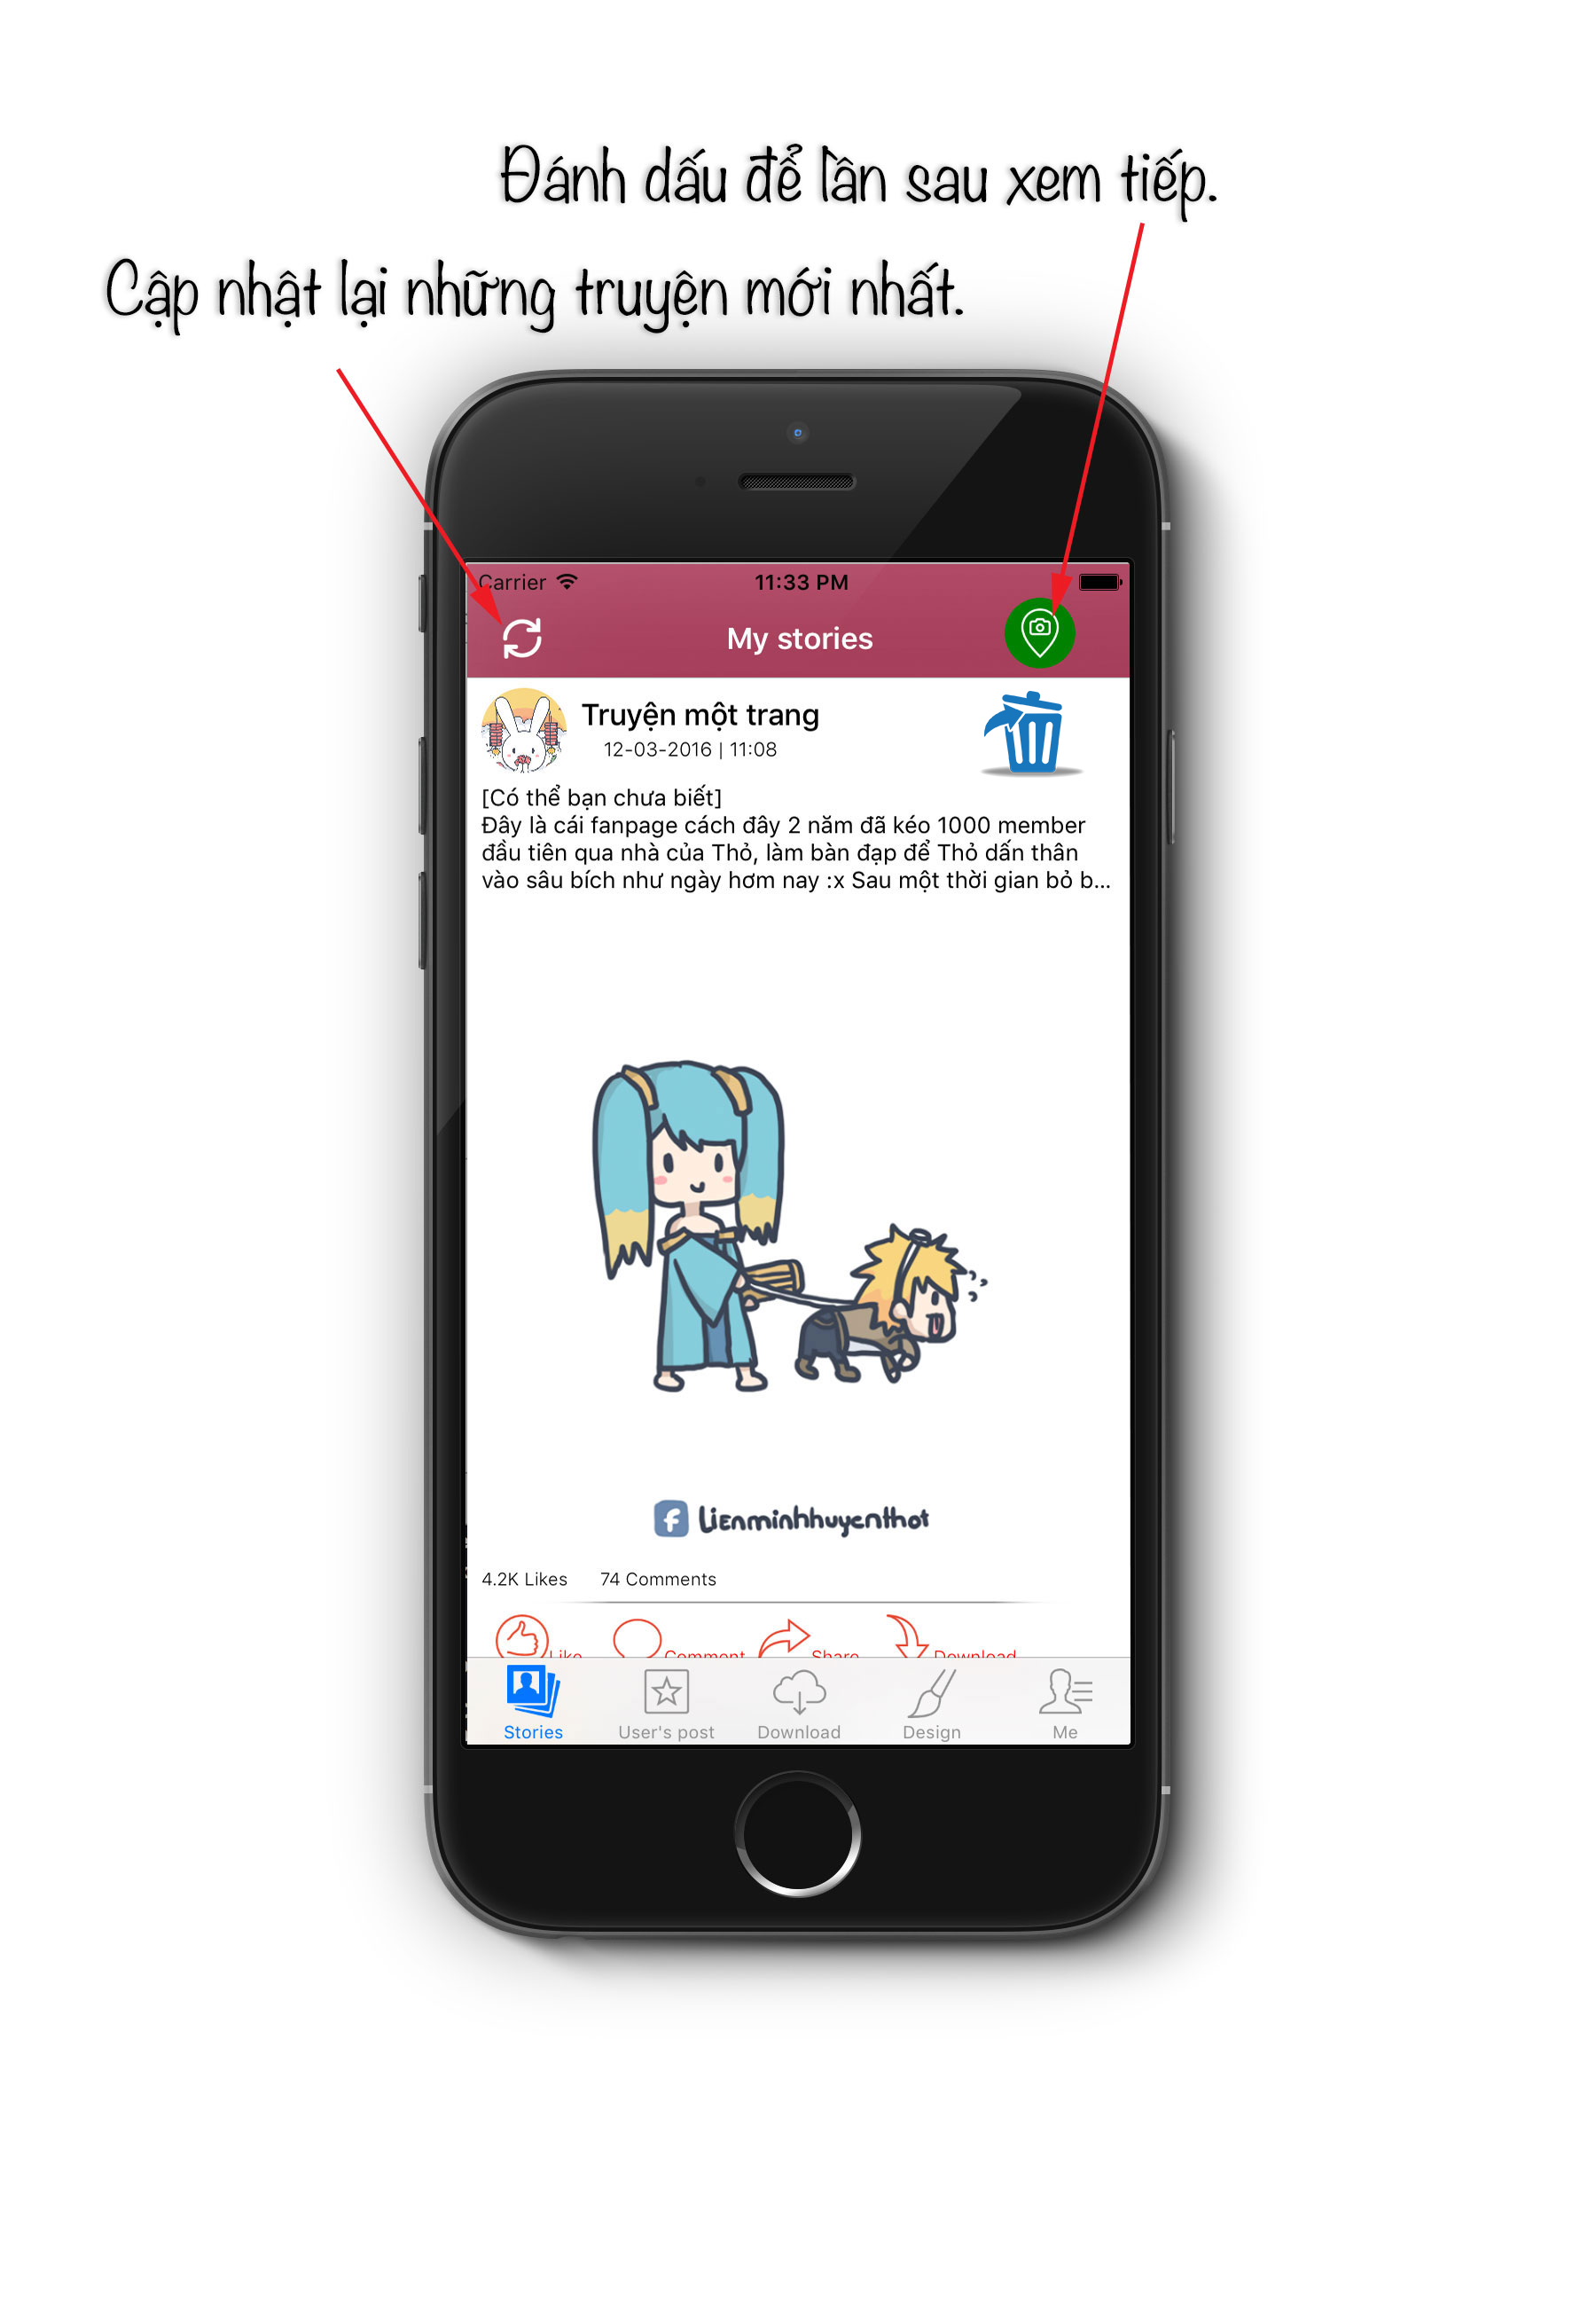 Đánh dấu để lần sau xem tiếp.
Cập nhật lại những truyện mới nhất.
Carrier 11:33 PM
My stories
Truyện một trang
12-03-2016 | 11:08
[Có thể bạn chưa biết]
Đây là cái fanpage cách đây 2 năm đã kéo 1000 member
đầu tiên qua nhà của Thỏ, làm bàn đạp để Thỏ dấn thân
vào sâu bích như ngày hơm nay :x Sau một thời gian bỏ b...
f Lienminhhuyenthot
4.2K Likes 74 Comments
Like Comment Share Download
Stories User's post Download Design Me